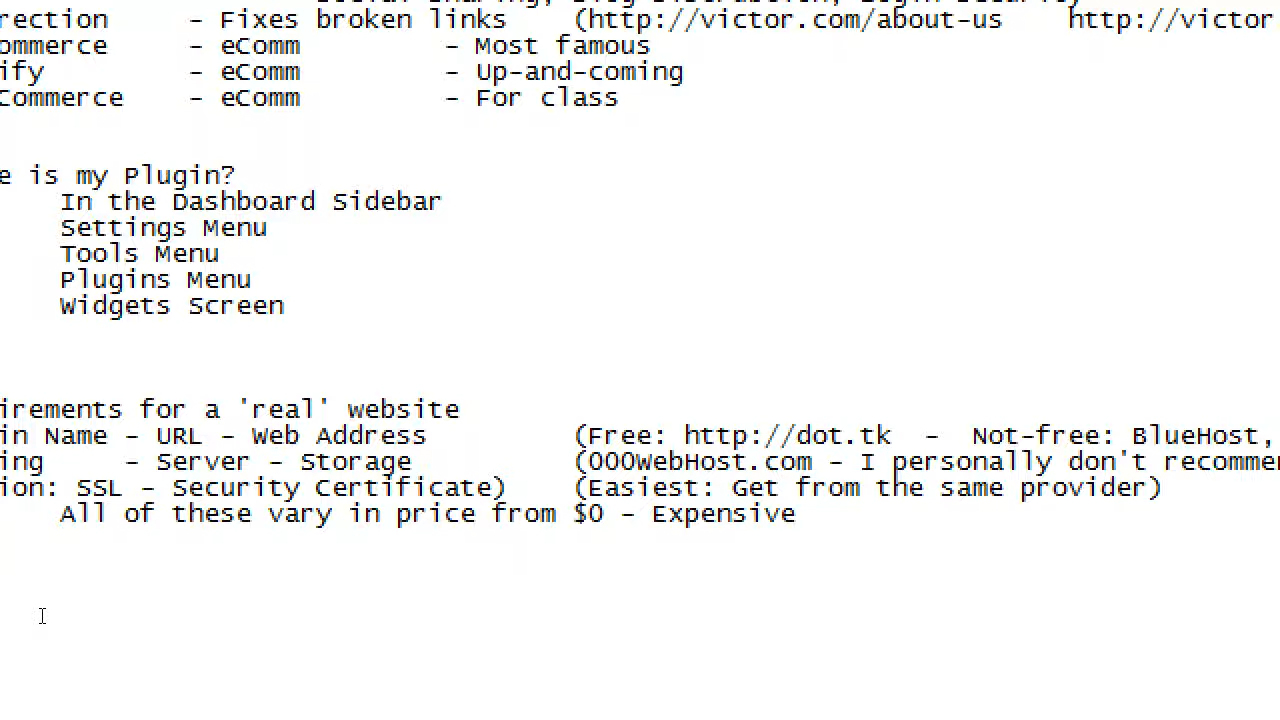 rection - Fixes broken links (http://victor.com/about-us http://victor
ommerce - eComm - Most famous
ify - eComm - Up-and-coming
Commerce - eComm - For class
e is my Plugin?
In the Dashboard Sidebar
Settings Menu
Tools Menu
Plugins Menu
Widgets Screen
irements for a 'real' website
in Name - URL - Web Address (Free: http://dot.tk - Not-free: BlueHost,
ing - Server - Storage (000WebHost.com - I personally don't recommen
ion: SSL - Security Certificate) (Easiest: Get from the same provider)
All of these vary in price from $0 - Expensive